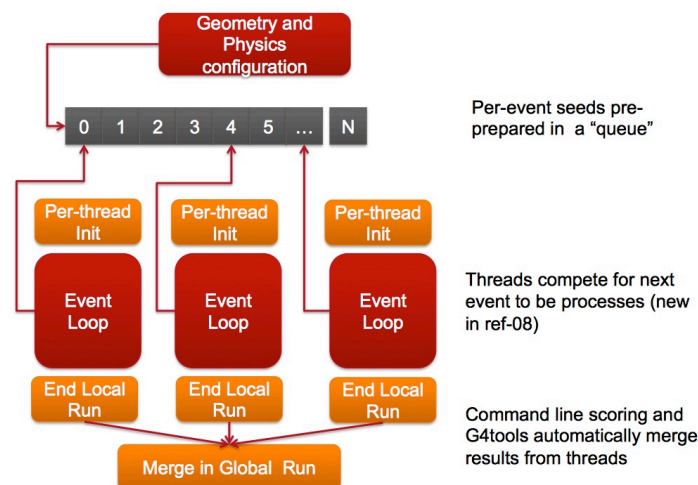 Geometry and
Physics
configuration
Per-event seeds pre-
prepared in a “queue”
0 1 2 3 4 5 ... N
Per-thread
Init
Per-thread
Init
Per-thread
Init
Event
Loop
Event
Loop
Event
Loop
Threads compete for next
event to be processes (new
in ref-08)
End Local
Run
End Local
Run
End Local
Run
Command line scoring and
G4tools automatically merge
results from threads
Merge in Global Run